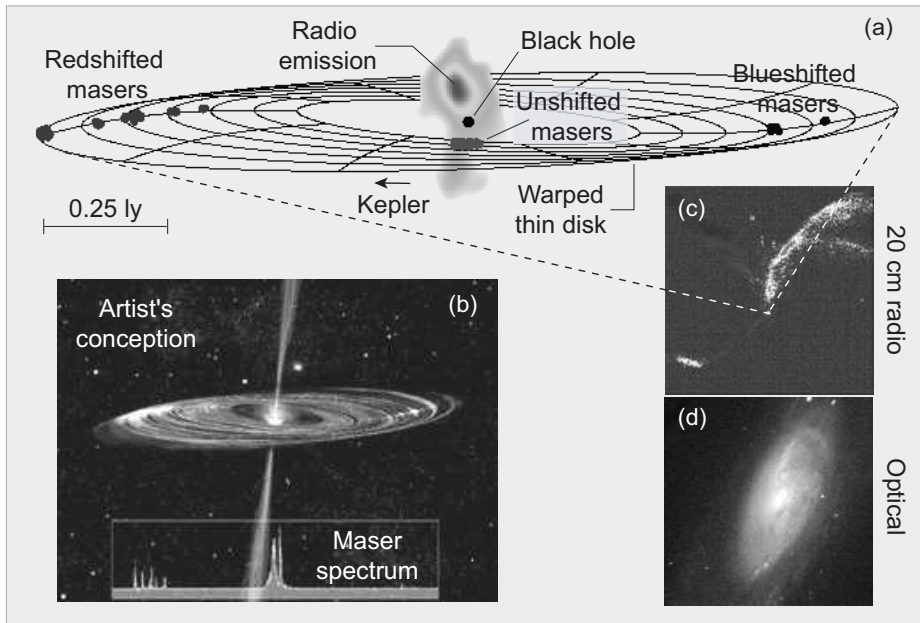 (a)
Radio
emission
Black hole
Redshifted
masers
Blueshifted
masers
Unshifted
masers
Kepler
Warped
thin disk
0.25 ly
(c)
20 cm radio
(b)
Artist's
conception
Maser
spectrum
(d)
Optical